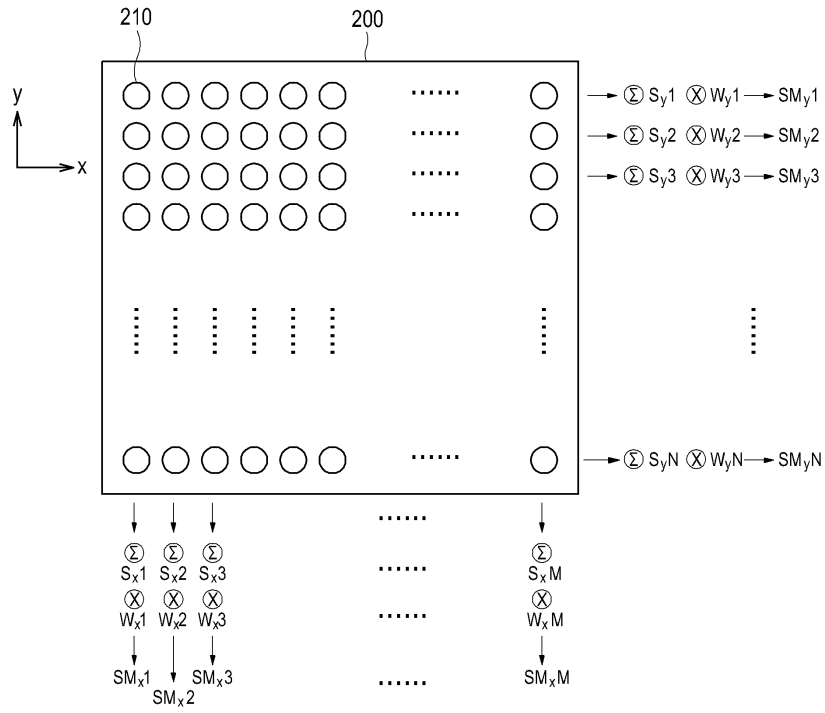 210 200
y
x
...... → Σ Sy1 ⊗ Wy1 → SMy1
...... → Σ Sy2 ⊗ Wy2 → SMy2
...... → Σ Sy3 ⊗ Wy3 → SMy3
......
...... → Σ SyN ⊗ WyN → SMyN
......
Σ Σ Σ ...... Σ
Sx1 Sx2 Sx3 SxM
⊗ ⊗ ⊗ ...... ⊗
Wx1 Wx2 Wx3 WxM
SMx1 SMx3 ...... SMxM
SMx2